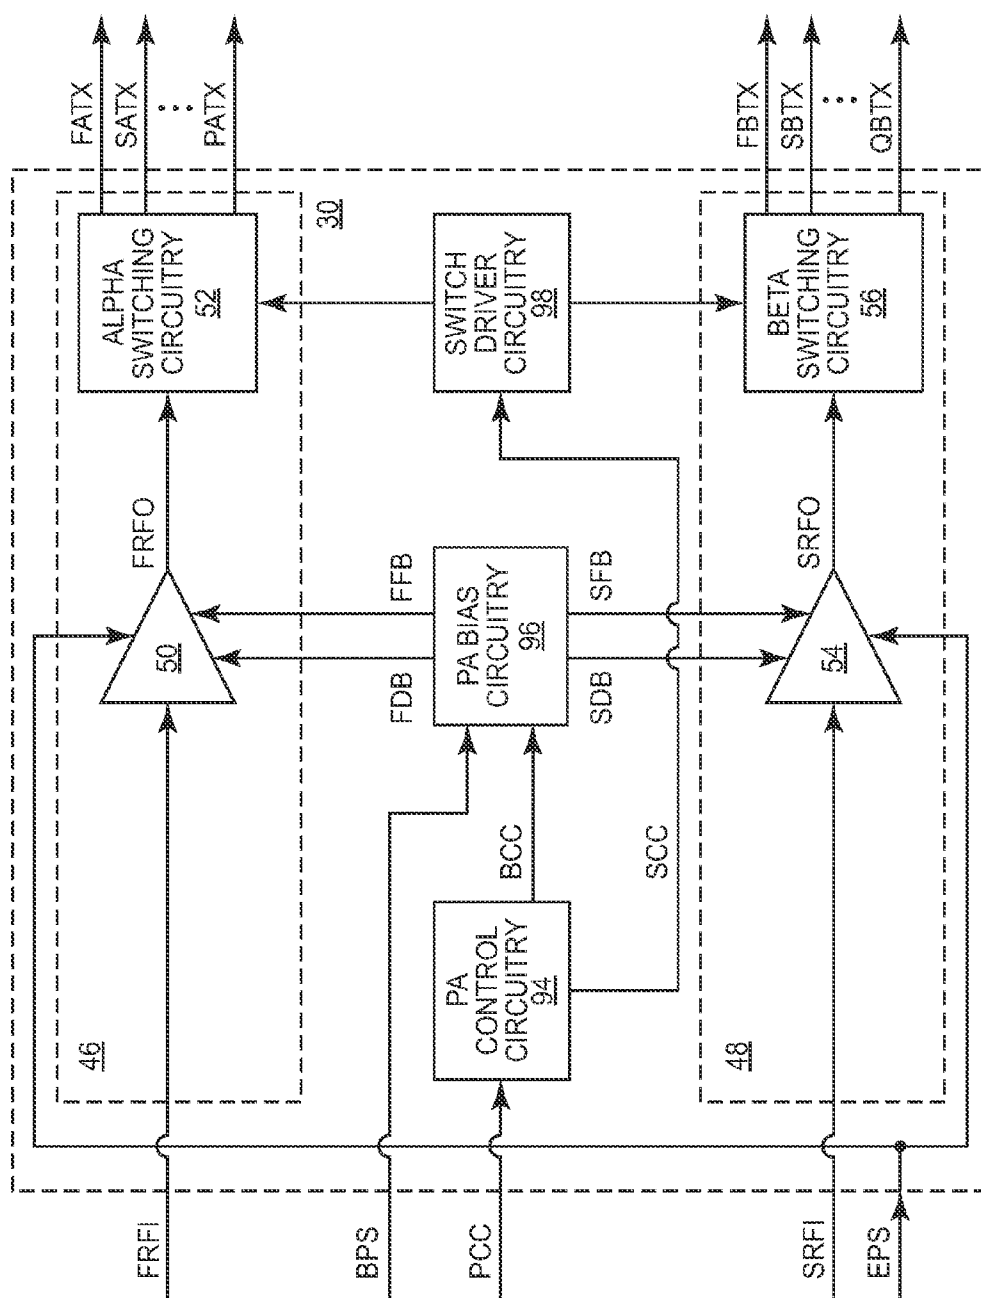 FATX
SATX
PATX
ALPHA
SWITCHING
CIRCUITRY
52
30
FRFO
50
46
FRFI
FFB
FDB
SWITCH
DRIVER
CIRCUITRY
98
PA BIAS
CIRCUITRY
96
SFB
SDB
BCC
SCC
PA
CONTROL
CIRCUITRY
94
BPS
PCC
FBTX
SBTX
QBTX
BETA
SWITCHING
CIRCUITRY
56
SRFO
54
48
SRFI
EPS